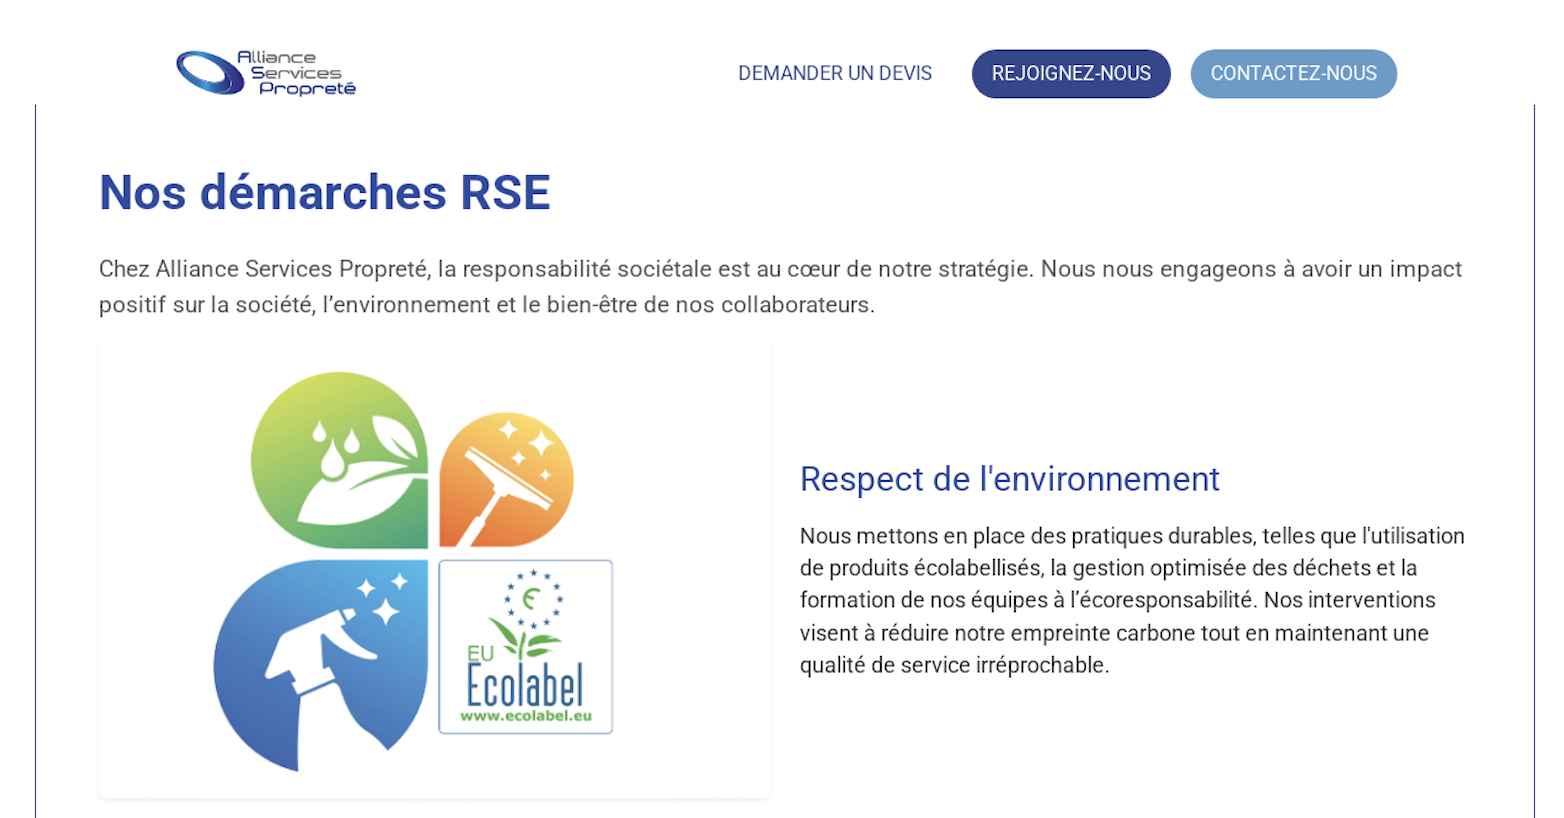 Alliance
Services
Propreté
DEMANDER UN DEVIS
REJOIGNEZ-NOUS
CONTACTEZ-NOUS
Nos démarches RSE
Chez Alliance Services Propreté, la responsabilité sociétale est au cœur de notre stratégie. Nous nous engageons à avoir un impact
positif sur la société, l’environnement et le bien-être de nos collaborateurs.
EU
Ecolabel
www.ecolabel.eu
Respect de l'environnement
Nous mettons en place des pratiques durables, telles que l'utilisation
de produits écolabellisés, la gestion optimisée des déchets et la
formation de nos équipes à l’écoresponsabilité. Nos interventions
visent à réduire notre empreinte carbone tout en maintenant une
qualité de service irréprochable.